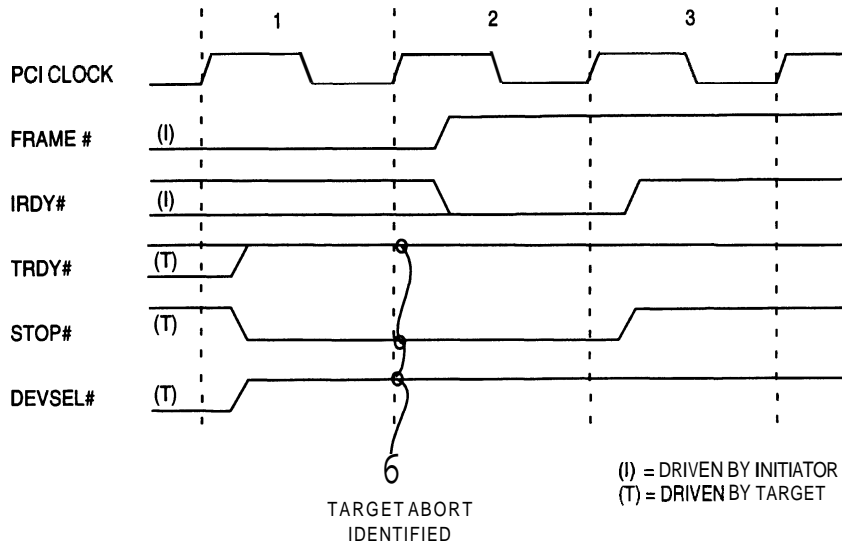 1 2 3
PCI CLOCK
FRAME # (I)
IRDY# (I)
TRDY# (T)
STOP# (T)
DEVSEL# (T)
6
TARGET ABORT
IDENTIFIED
(I) = DRIVEN BY INITIATOR
(T) = DRIVEN BY TARGET